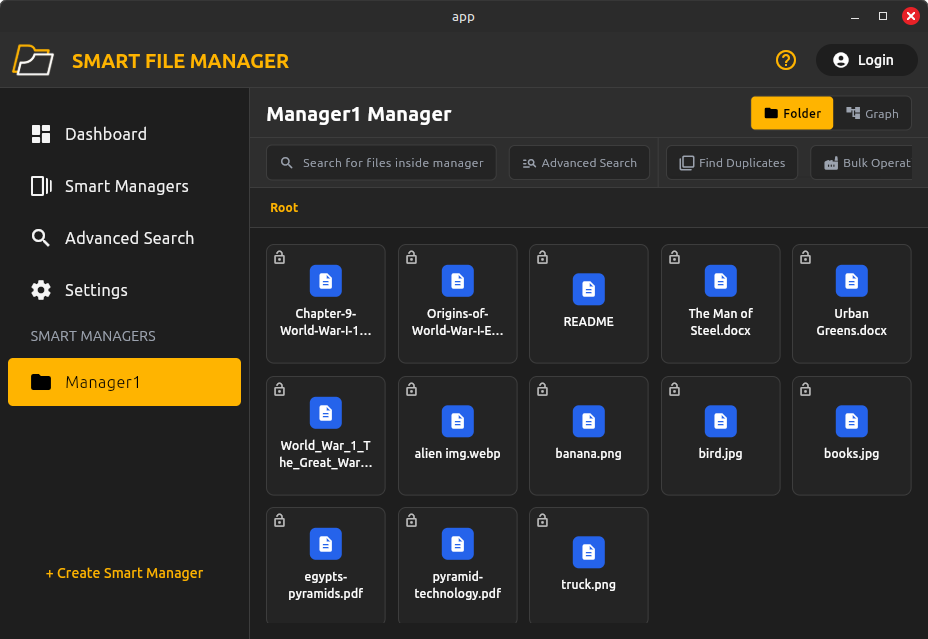 app
SMART FILE MANAGER
?
Login
Dashboard
Smart Managers
Advanced Search
Settings
SMART MANAGERS
Manager1
+ Create Smart Manager
Manager1 Manager
Folder
Graph
Search for files inside manager
Advanced Search
Find Duplicates
Bulk Operat
Root
Chapter-9-
World-War-I-1...
Origins-of-
World-War-I-E...
README
The Man of
Steel.docx
Urban
Greens.docx
World_War_1_T
he_Great_War...
alien img.webp
banana.png
bird.jpg
books.jpg
egypts-
pyramids.pdf
pyramid-
technology.pdf
truck.png